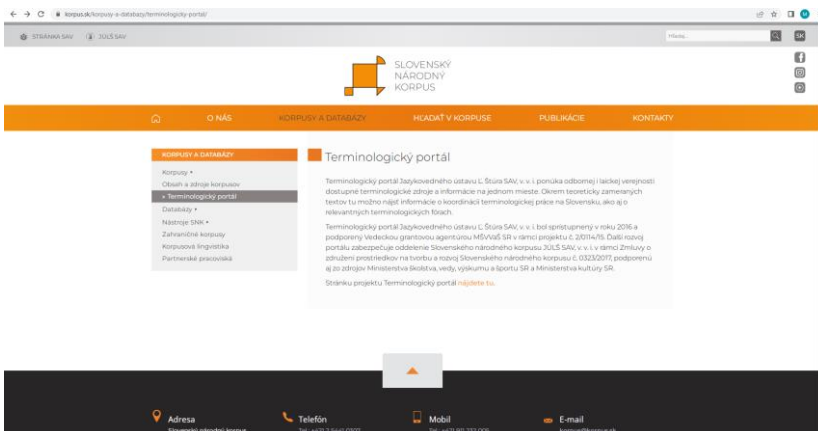 korpus.sk/korpusy-a-databazy/terminologicky-portal/
STRÁNKA SAV JÚĽŠ SAV
Hľadaj...
SK
SLOVENSKÝ
NÁRODNÝ
KORPUS
O NÁS KORPUSY A DATABÁZY HĽADAŤ V KORPUSE PUBLIKÁCIE KONTAKTY
KORPUSY A DATABÁZY
Korpusy
Obsah a zdroje korpusov
» Terminologický portál
Databázy
Nástroje SNK
Zahraničné korpusy
Korpusová lingvistika
Partnerské pracoviská
Terminologický portál
Terminologický portál Jazykovedného ústavu Ľ. Štúra SAV, v. v. i. ponúka odbornej i laickej verejnosti
dostupné terminologické zdroje a informácie na jednom mieste. Okrem teoreticky zameraných
textov tu možno nájsť informácie o koordinácii terminologickej práce na Slovensku, ako aj o
relevantných terminologických fórach.
Terminologický portál Jazykovedného ústavu Ľ. Štúra SAV, v. v. i. bol sprístupnený v roku 2016 a
podporený Vedeckou grantovou agentúrou MŠVVaŠ SR v rámci projektu č. 2/0114/15. Ďalší rozvoj
portálu zabezpečuje oddelenie Slovenského národného korpusu JÚĽŠ SAV, v. v. i. v rámci Zmluvy o
združení prostriedkov na tvorbu a rozvoj Slovenského národného korpusu č. 0323/2017, podporenú
aj zo zdrojov Ministerstva školstva, vedy, výskumu a športu SR a Ministerstva kultúry SR.
Stránku projektu Terminologický portál nájdete tu.
Adresa
Telefón
Mobil
E-mail
Slovenský národný korpus
korpus@korpus.sk